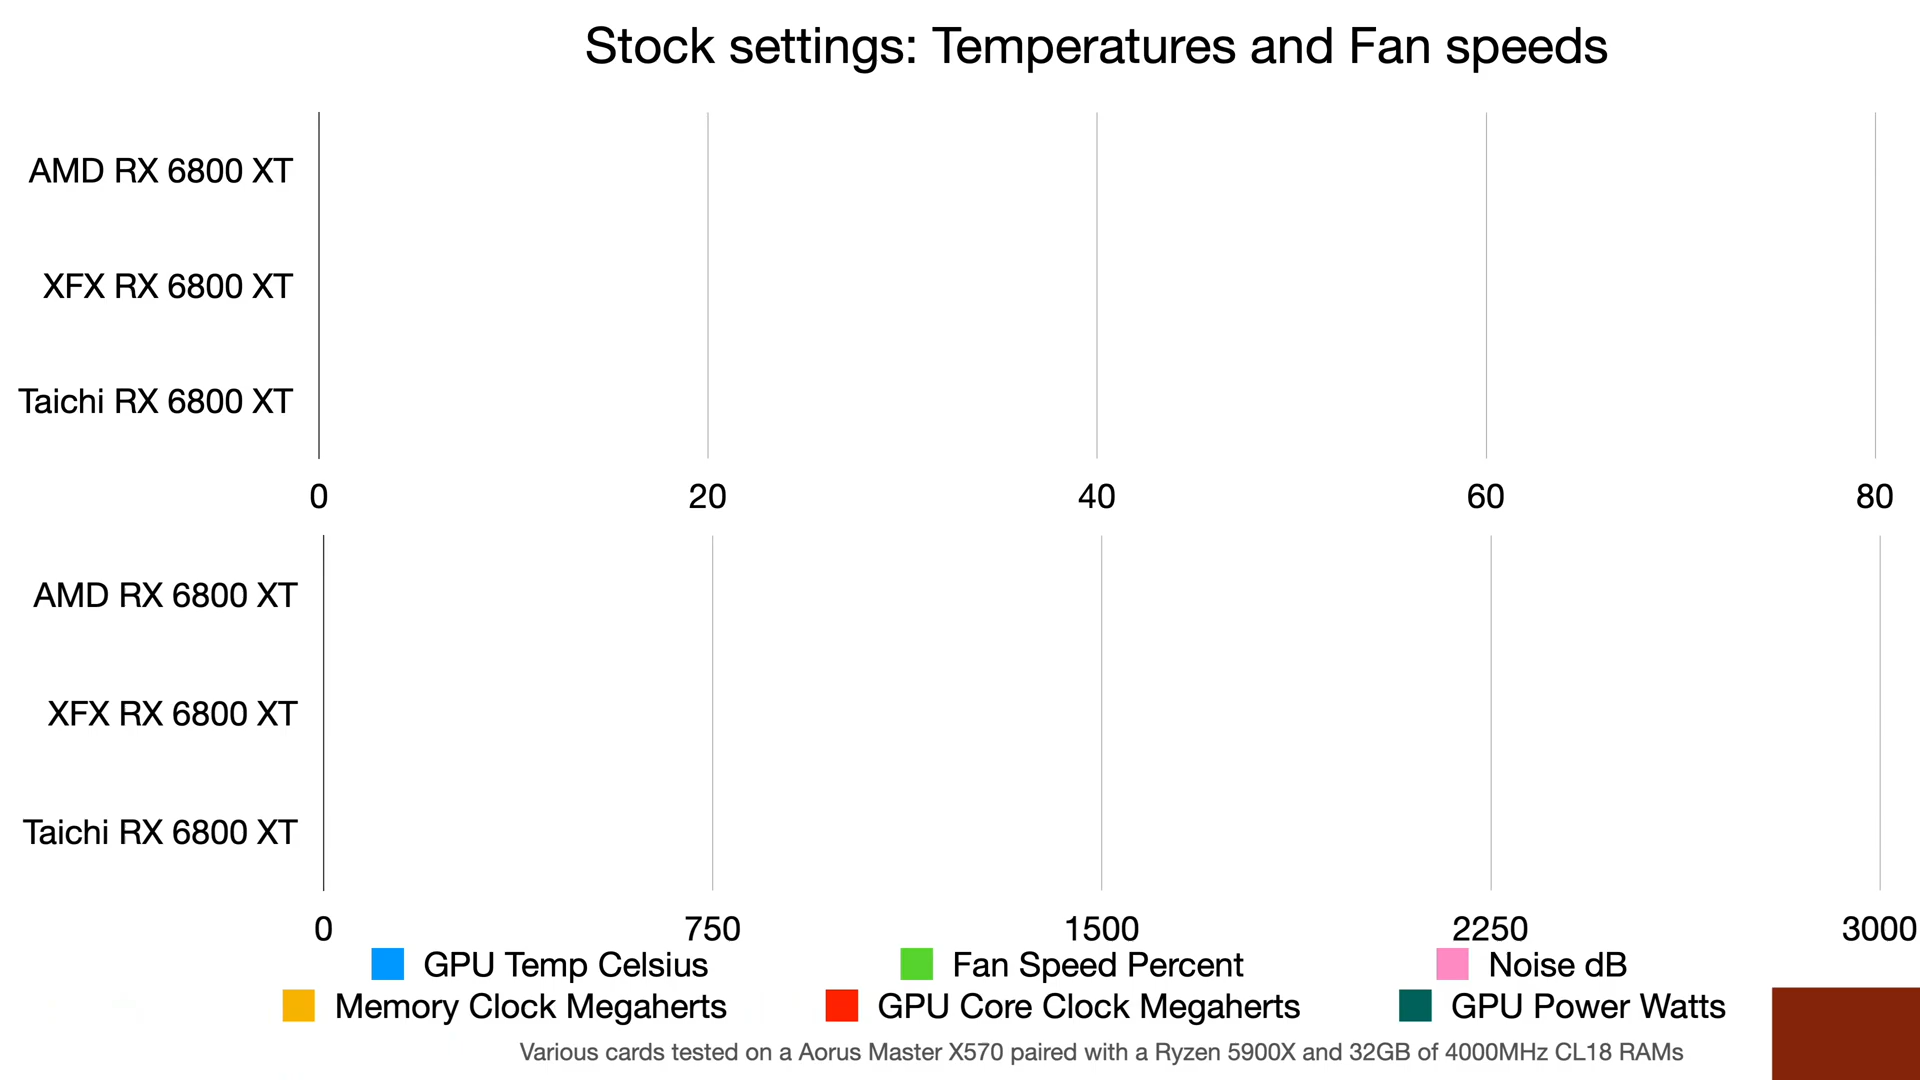 Stock settings: Temperatures and Fan speeds
AMD RX 6800 XT
XFX RX 6800 XT
Taichi RX 6800 XT
0 20 40 60 80
AMD RX 6800 XT
XFX RX 6800 XT
Taichi RX 6800 XT
0 750 1500 2250 3000
GPU Temp Celsius Fan Speed Percent Noise dB
Memory Clock Megaherts GPU Core Clock Megaherts GPU Power Watts
Various cards tested on a Aorus Master X570 paired with a Ryzen 5900X and 32GB of 4000MHz CL18 RAMs